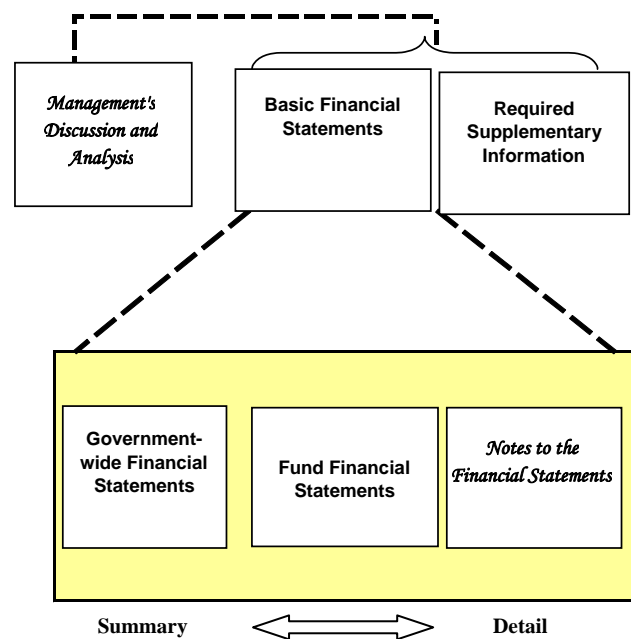 Management's
Discussion and
Analysis
Basic Financial
Statements
Required
Supplementary
Information
Government-
wide Financial
Statements
Fund Financial
Statements
Notes to the
Financial Statements
Summary
Detail